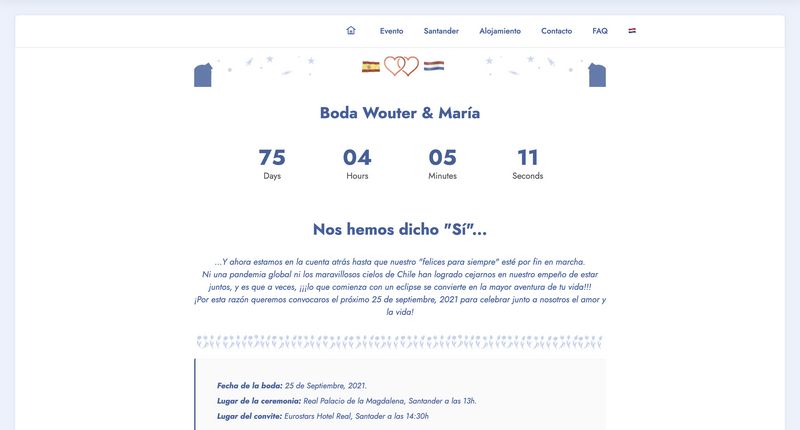 Evento Santander Alojamiento Contacto FAQ
Boda Wouter & María
75 04 05 11
Days Hours Minutes Seconds
Nos hemos dicho "Sí"...
...Y ahora estamos en la cuenta atrás hasta que nuestro "felices para siempre" esté por fin en marcha.
Ni una pandemia global ni los maravillosos cielos de Chile han logrado cejarnos en nuestro empeño de estar
juntos, y es que a veces, ¡¡¡lo que comienza con un eclipse se convierte en la mayor aventura de tu vida!!!
¡Por esta razón queremos convocaros el próximo 25 de septiembre, 2021 para celebrar junto a nosotros el amor y
la vida!
Fecha de la boda: 25 de Septiembre, 2021.
Lugar de la ceremonia: Real Palacio de la Magdalena, Santander a las 13h.
Lugar del convite: Eurostars Hotel Real, Santader a las 14:30h